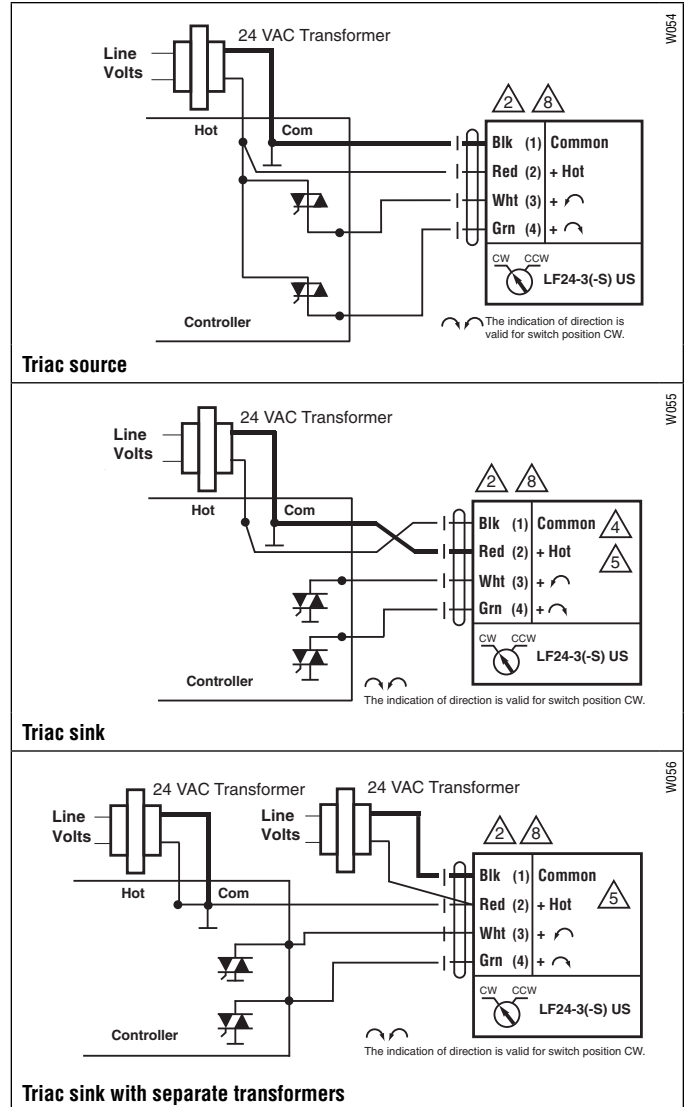 W054
24 VAC Transformer
Line
Volts
2 8
Hot Com
Blk (1) Common
Red (2) + Hot
Wht (3) +
Grn (4) +
CW CCW
LF24-3(-S) US
Controller
The indication of direction is
valid for switch position CW.
Triac source
W055
24 VAC Transformer
Line
Volts
2 8
Hot Com
Blk (1) Common 4
Red (2) + Hot 5
Wht (3) +
Grn (4) +
CW CCW
LF24-3(-S) US
Controller
The indication of direction is valid for switch position CW.
Triac sink
W056
24 VAC Transformer 24 VAC Transformer
Line Line
Volts Volts
2 8
Hot Com
Blk (1) Common
Red (2) + Hot 5
Wht (3) +
Grn (4) +
CW CCW
LF24-3(-S) US
Controller
The indication of direction is valid for switch position CW.
Triac sink with separate transformers